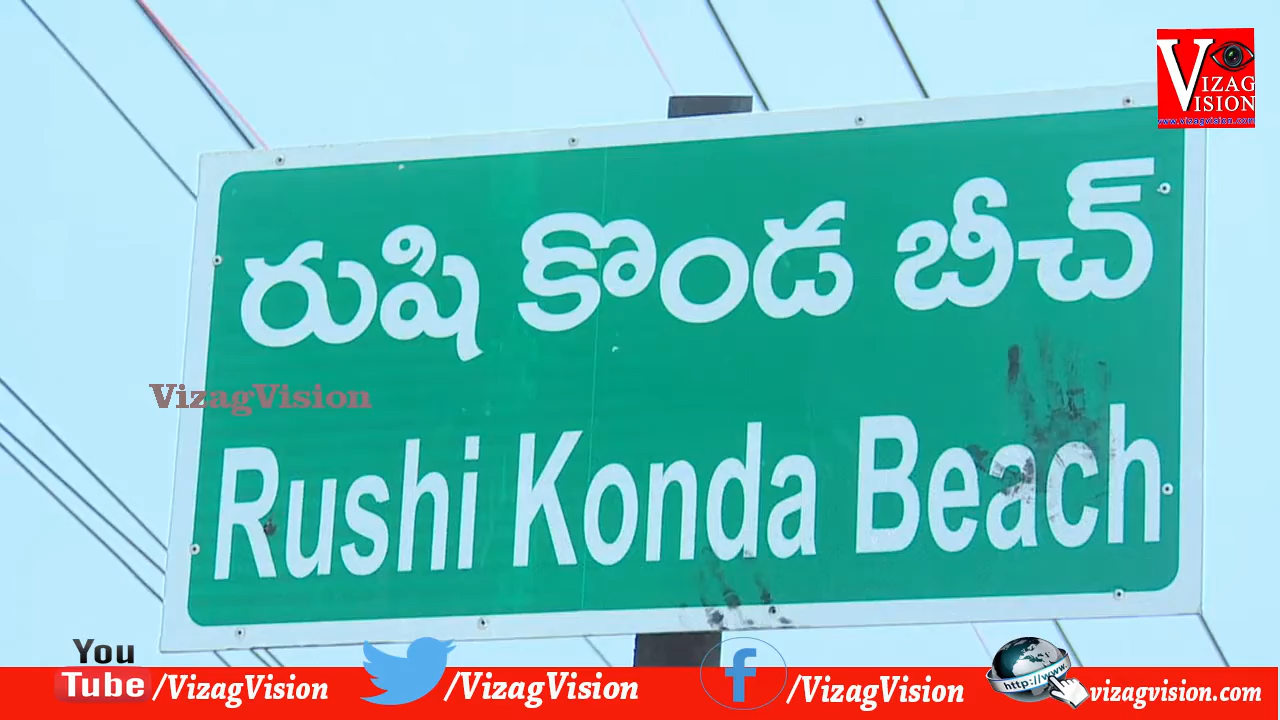 VIZAG
VISION
www.vizagvision.com
రుషి కొండ బీచ్
VizagVision
Rushi Konda Beach
You
Tube /VizagVision
/VizagVision
f /VizagVision
http://www.
vizagvision.com